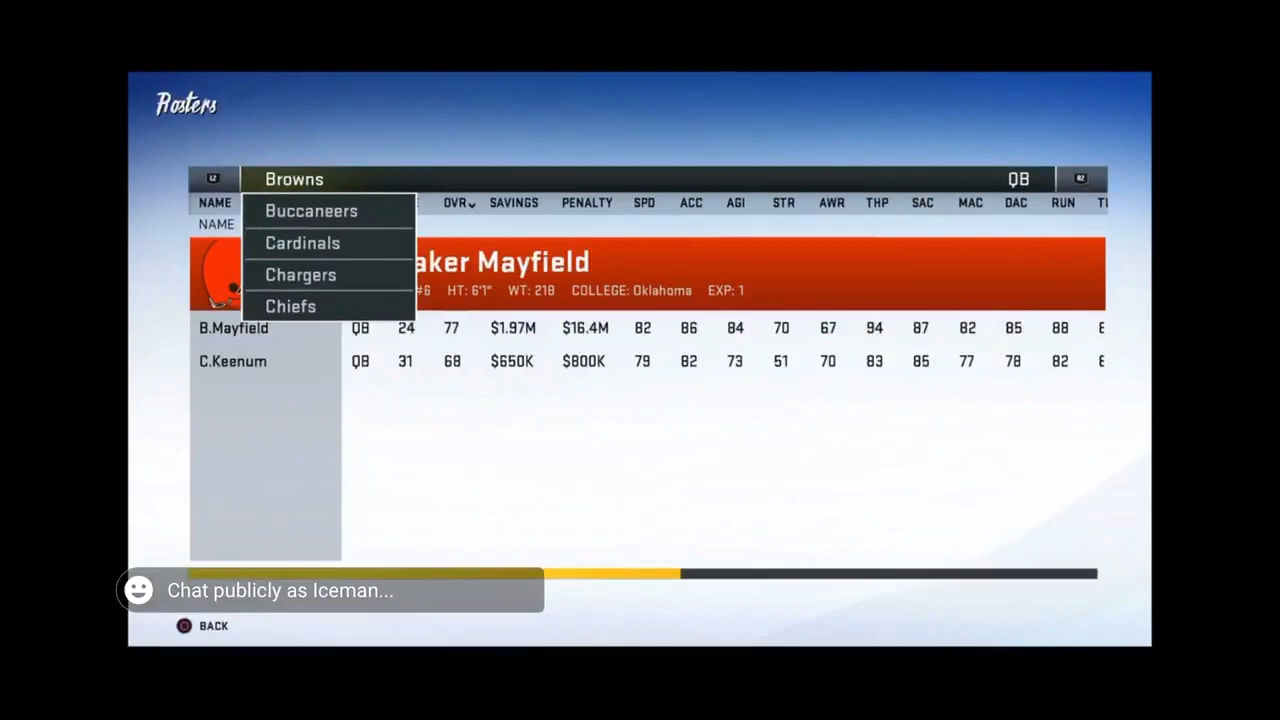 Rosters
L2 Browns QB R2
NAME OVR SAVINGS PENALTY SPD ACC AGI STR AWR THP SAC MAC DAC RUN
NAME
Buccaneers
Cardinals
Chargers
Chiefs
aker Mayfield
#6 HT: 6'1" WT: 218 COLLEGE: Oklahoma EXP: 1
B.Mayfield QB 24 77 $1.97M $16.4M 82 86 84 70 67 94 87 82 85 88
C.Keenum QB 31 68 $650K $800K 79 82 73 51 70 83 85 77 78 82
Chat publicly as Iceman...
BACK